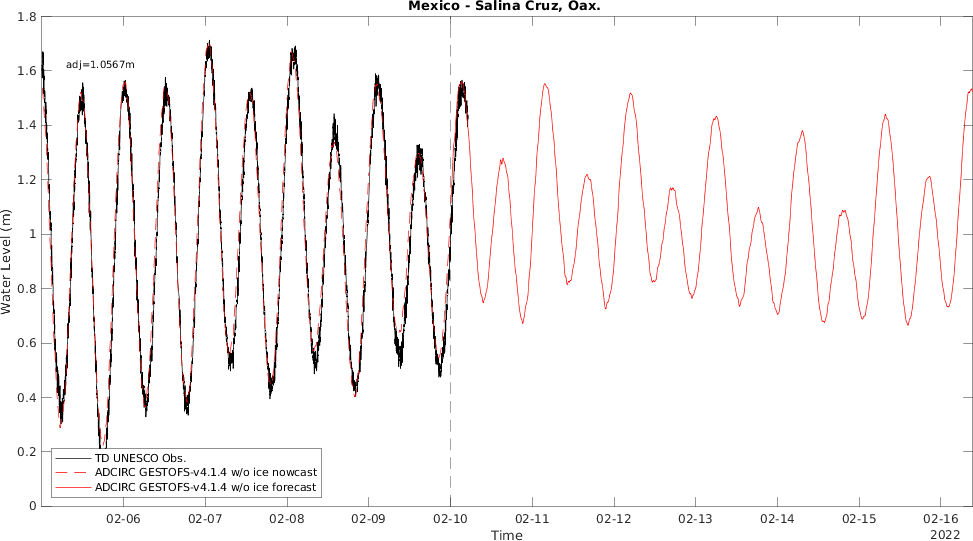 Mexico - Salina Cruz, Oax.
adj=1.0567m
Water Level (m)
1.8
1.6
1.4
1.2
1
0.8
0.6
0.4
0.2
0
TD UNESCO Obs.
ADCIRC GESTOFS-v4.1.4 w/o ice nowcast
ADCIRC GESTOFS-v4.1.4 w/o ice forecast
02-06 02-07 02-08 02-09 02-10 02-11 02-12 02-13 02-14 02-15 02-16
Time
2022